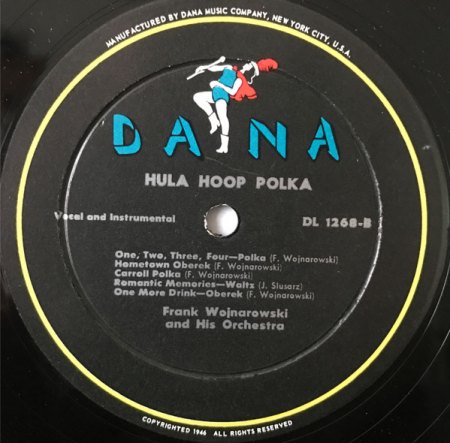 MANUFACTURED BY DANA MUSIC COMPANY, NEW YORK CITY, U.S.A.
DANA
HULA HOOP POLKA
Vocal and Instrumental
DL 1268-B
One, Two, Three, Four—Polka (F. Wojnarowski)
Hometown Oberek (F. Wojnarowski)
Carroll Polka (F. Wojnarowski)
Romantic Memories—Waltz (J. Slusarz)
One More Drink—Oberek (F. Wojnarowski)
Frank Wojnarowski
and His Orchestra
COPYRIGHTED 1946 ALL RIGHTS RESERVED